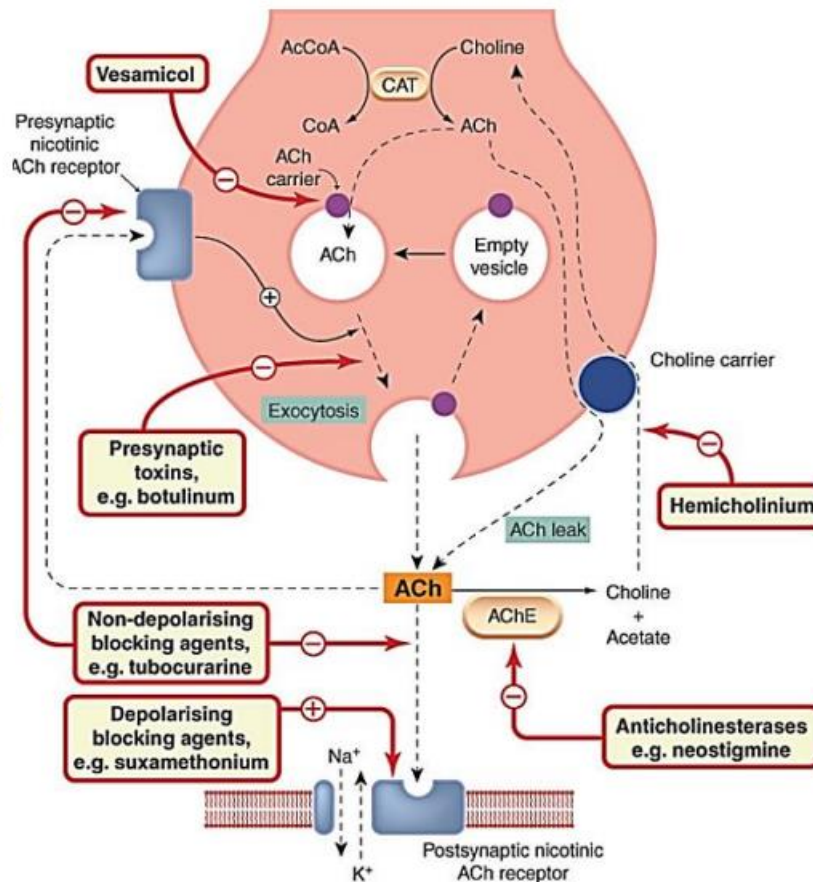 AcCoA
Choline
Vesamicol
CAT
Presynaptic
nicotinic
ACh receptor
CoA
ACh
ACh
carrier
ACh
Empty
vesicle
Choline carrier
Exocytosis
Presynaptic
toxins,
e.g. botulinum
Hemicholinium
ACh leak
ACh
Choline
+
Acetate
AChE
Non-depolarising
blocking agents,
e.g. tubocurarine
Depolarising
blocking agents,
e.g. suxamethonium
Anticholinesterases
e.g. neostigmine
Na⁺
K⁺
Postsynaptic nicotinic
ACh receptor